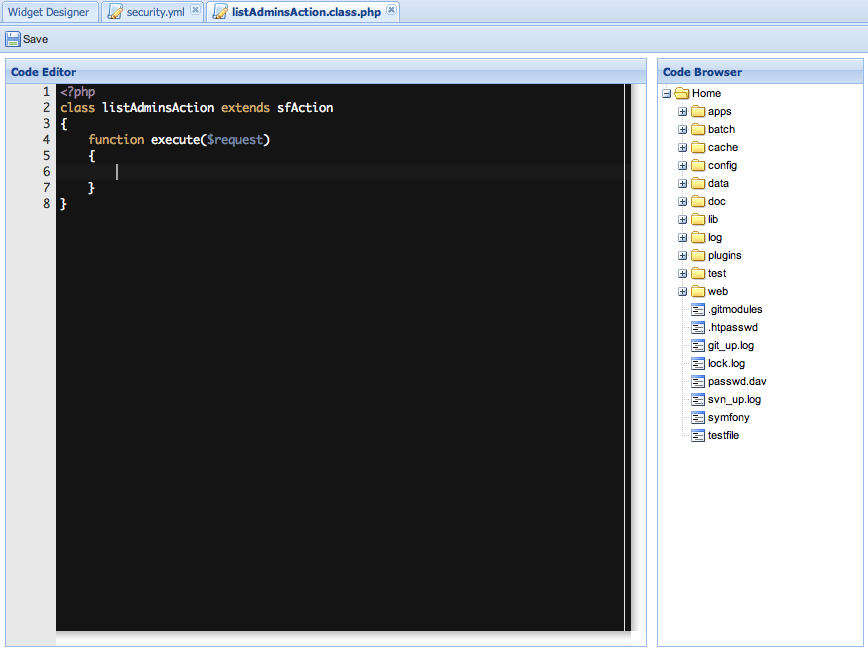 Widget Designer security.yml listAdminsAction.class.php
Save
Code Editor
1 <?php
2 class listAdminsAction extends sfAction
3 {
4     function execute($request)
5     {
6
7     }
8 }
Code Browser
Home
apps
batch
cache
config
data
doc
lib
log
plugins
test
web
.gitmodules
.htpasswd
git_up.log
lock.log
passwd.dav
svn_up.log
symfony
testfile